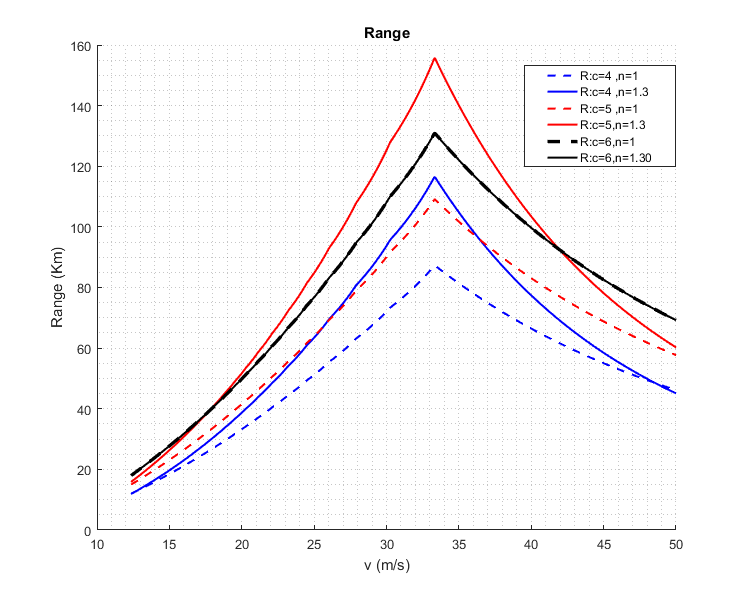 Range
160
140
120
100
80
60
40
20
0
Range (Km)
R:c=4 ,n=1
R:c=4 ,n=1.3
R:c=5 ,n=1
R:c=5,n=1.3
R:c=6,n=1
R:c=6,n=1.30
10 15 20 25 30 35 40 45 50
v (m/s)